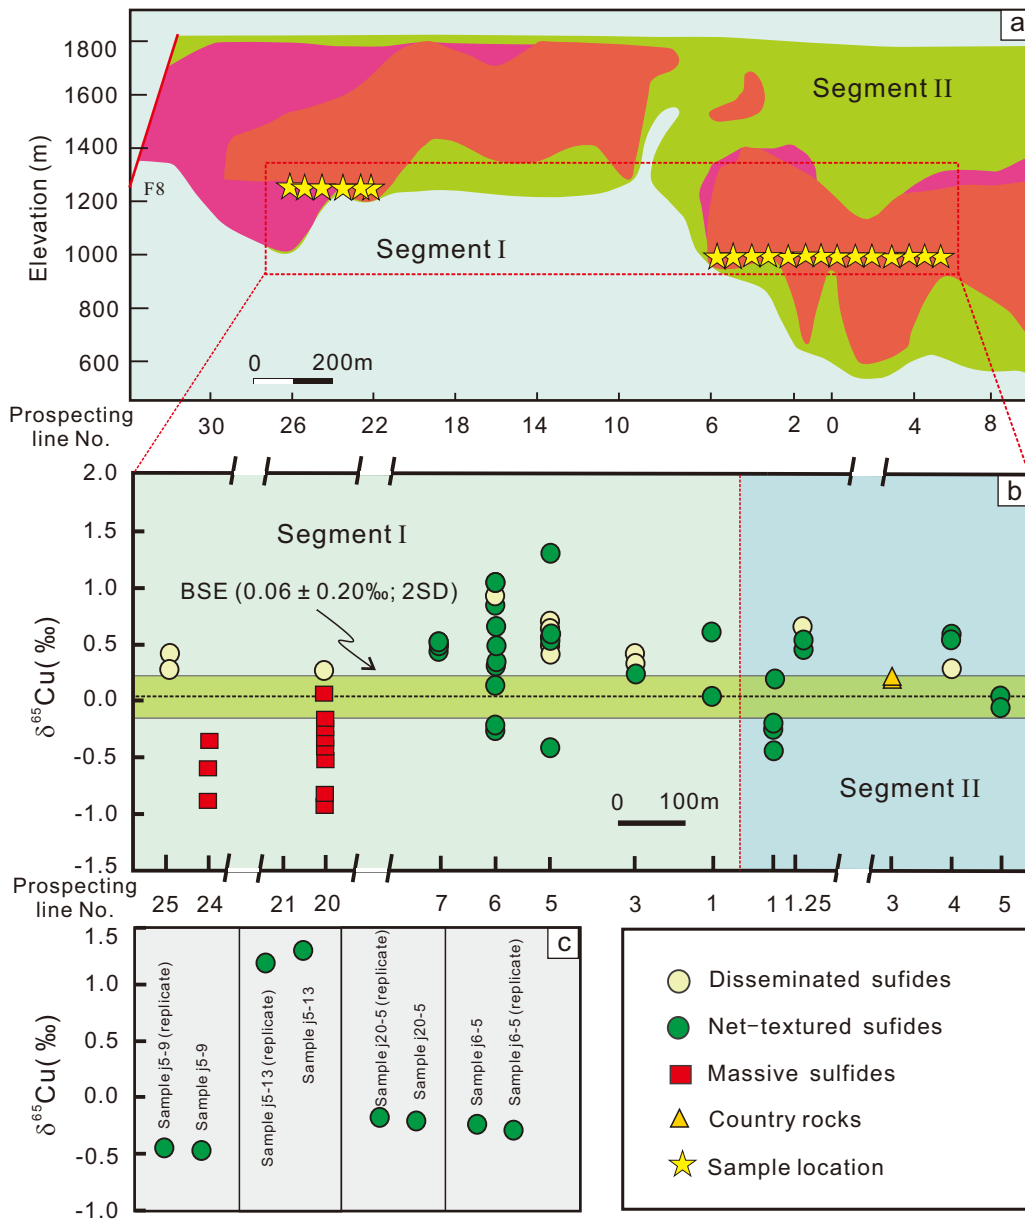 a
1800
1600
1400
1200
1000
800
600
Elevation (m)
F8
Segment II
Segment I
0 200m
Prospecting line No.
30 26 22 18 14 10 6 2 0 4 8
b
2.0
1.5
1.0
0.5
0.0
-0.5
-1.0
-1.5
δ⁶⁵Cu( ‰)
Segment I
BSE (0.06 ± 0.20‰; 2SD)
0 100m
Segment II
Prospecting line No.
25 24 21 20 7 6 5 3 1 1 1.25 3 4 5
c
1.5
1.0
0.5
0.0
-0.5
-1.0
δ⁶⁵Cu( ‰)
Sample j5-9 (replicate)
Sample j5-9
Sample j5-13 (replicate)
Sample j5-13
Sample j20-5 (replicate)
Sample j20-5
Sample j6-5
Sample j6-5 (replicate)
Disseminated sufides
Net-textured sufides
Massive sulfides
Country rocks
Sample location